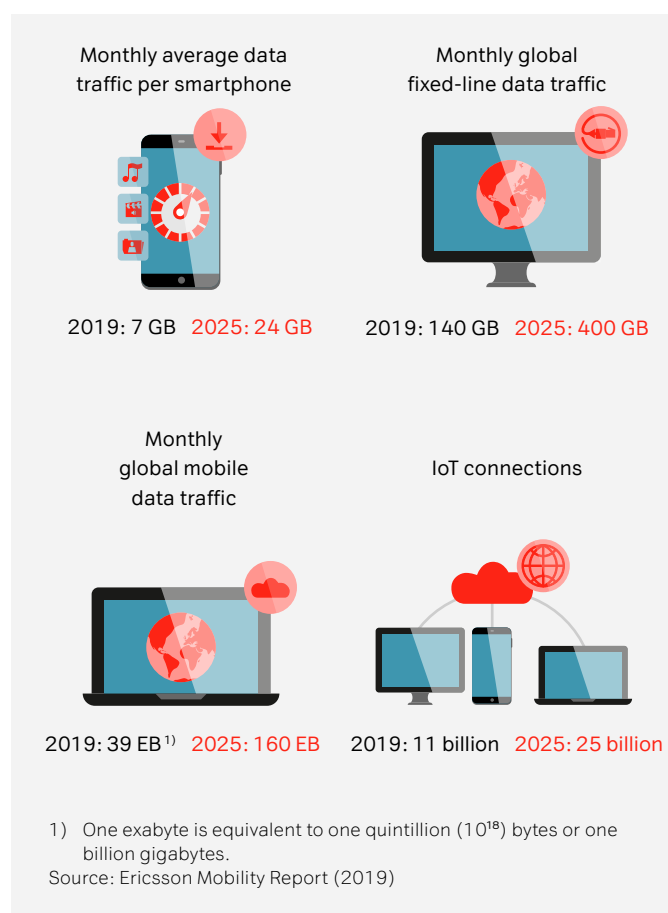 Monthly average data
traffic per smartphone
2019: 7 GB 2025: 24 GB
Monthly global
fixed-line data traffic
2019: 140 GB 2025: 400 GB
Monthly
global mobile
data traffic
2019: 39 EB¹⁾ 2025: 160 EB
IoT connections
2019: 11 billion 2025: 25 billion
1) One exabyte is equivalent to one quintillion (10¹⁸) bytes or one
billion gigabytes.
Source: Ericsson Mobility Report (2019)